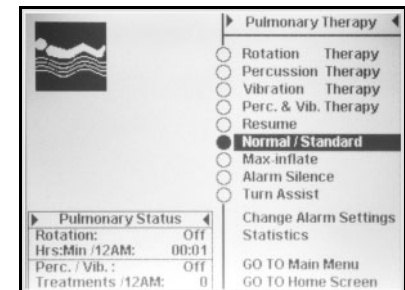 Pulmonary Therapy
Rotation Therapy
Percussion Therapy
Vibration Therapy
Perc. & Vib. Therapy
Resume
Normal / Standard
Max-inflate
Alarm Silence
Turn Assist
Change Alarm Settings
Statistics
GO TO Main Menu
GO TO Home Screen
Pulmonary Status
Rotation: Off
Hrs:Min /12AM: 00:01
Perc. / Vib. : Off
Treatments /12AM: 0